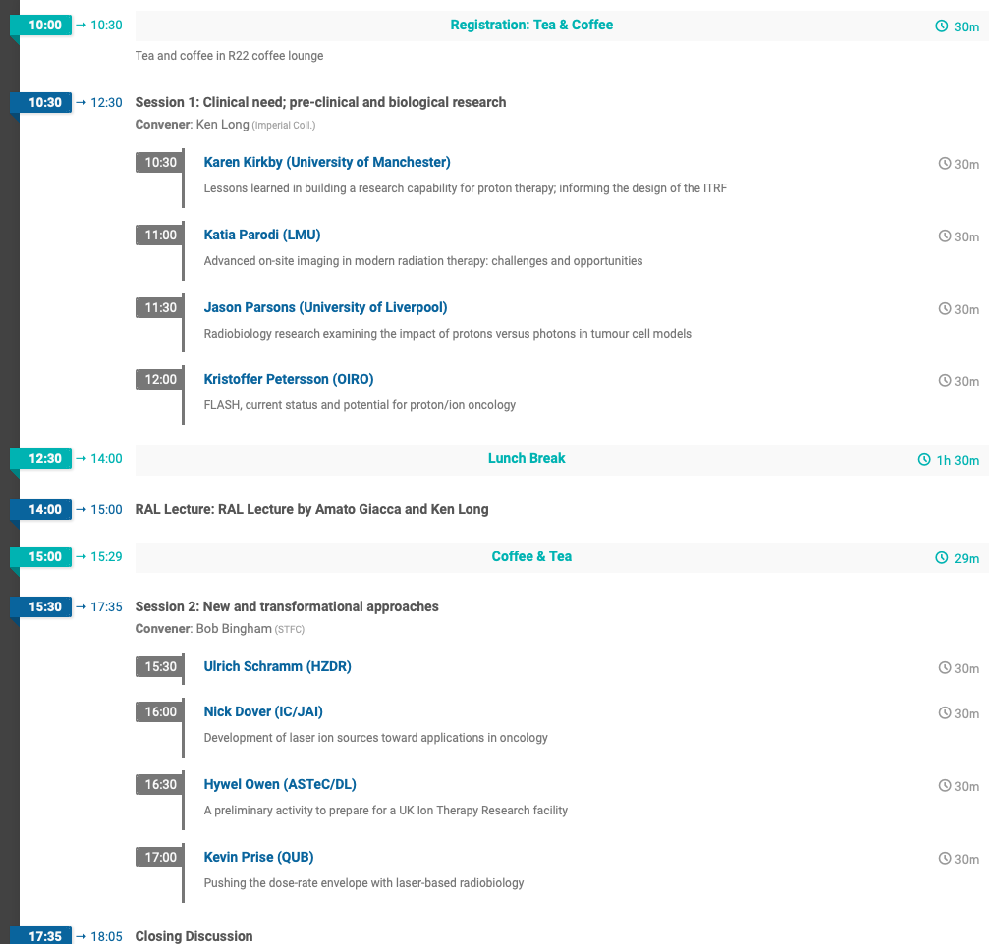 10:00 → 10:30 Registration: Tea & Coffee 30m
Tea and coffee in R22 coffee lounge
10:30 → 12:30 Session 1: Clinical need; pre-clinical and biological research
Convener: Ken Long (Imperial Coll.)
10:30 Karen Kirkby (University of Manchester) 30m
Lessons learned in building a research capability for proton therapy; informing the design of the ITRF
11:00 Katia Parodi (LMU) 30m
Advanced on-site imaging in modern radiation therapy: challenges and opportunities
11:30 Jason Parsons (University of Liverpool) 30m
Radiobiology research examining the impact of protons versus photons in tumour cell models
12:00 Kristoffer Petersson (OIRO) 30m
FLASH, current status and potential for proton/ion oncology
12:30 → 14:00 Lunch Break 1h 30m
14:00 → 15:00 RAL Lecture: RAL Lecture by Amato Giacca and Ken Long
15:00 → 15:29 Coffee & Tea 29m
15:30 → 17:35 Session 2: New and transformational approaches
Convener: Bob Bingham (STFC)
15:30 Ulrich Schramm (HZDR) 30m
16:00 Nick Dover (IC/JAI) 30m
Development of laser ion sources toward applications in oncology
16:30 Hywel Owen (ASTeC/DL) 30m
A preliminary activity to prepare for a UK Ion Therapy Research facility
17:00 Kevin Prise (QUB) 30m
Pushing the dose-rate envelope with laser-based radiobiology
17:35 → 18:05 Closing Discussion